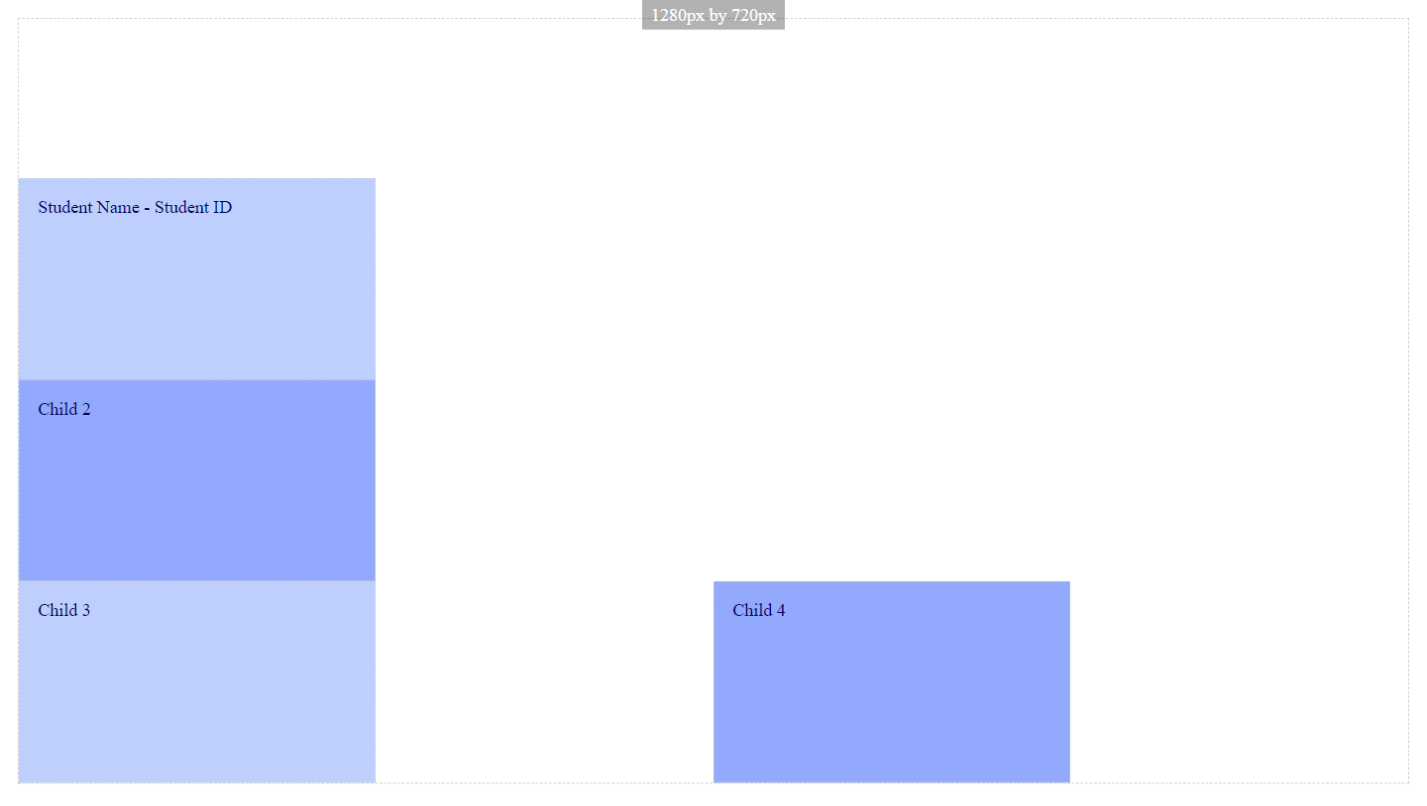 1280px by 720px
Student Name - Student ID
Child 2
Child 3
Child 4